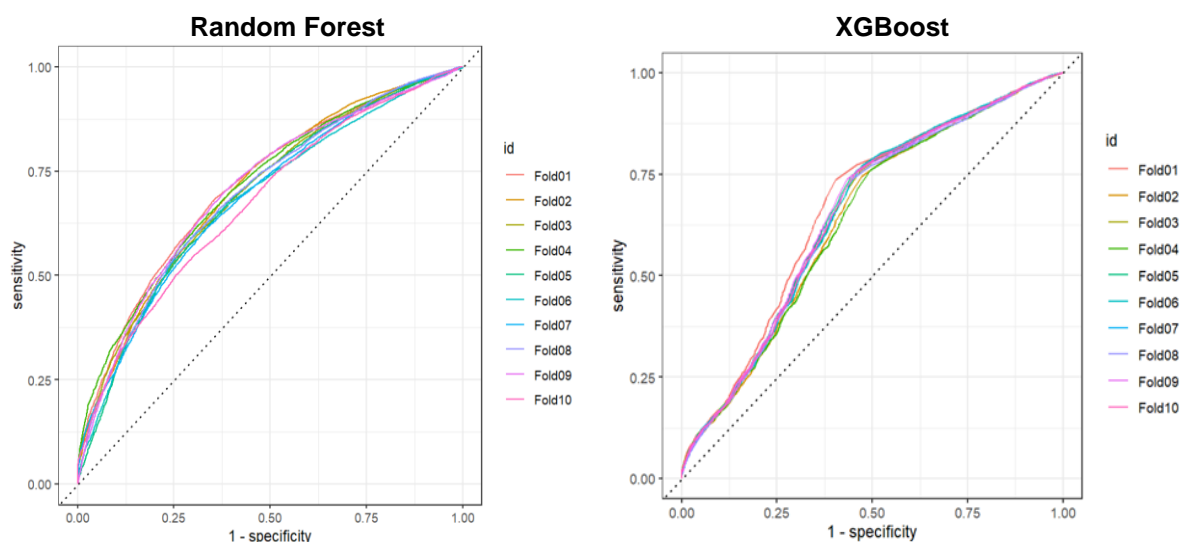 Random Forest
1.00
0.75
0.50
0.25
0.00
sensitivity
0.00
0.25
0.50
0.75
1.00
1 - specificity
id
Fold01
Fold02
Fold03
Fold04
Fold05
Fold06
Fold07
Fold08
Fold09
Fold10
XGBoost
1.00
0.75
0.50
0.25
0.00
sensitivity
0.00
0.25
0.50
0.75
1.00
1 - specificity
id
Fold01
Fold02
Fold03
Fold04
Fold05
Fold06
Fold07
Fold08
Fold09
Fold10